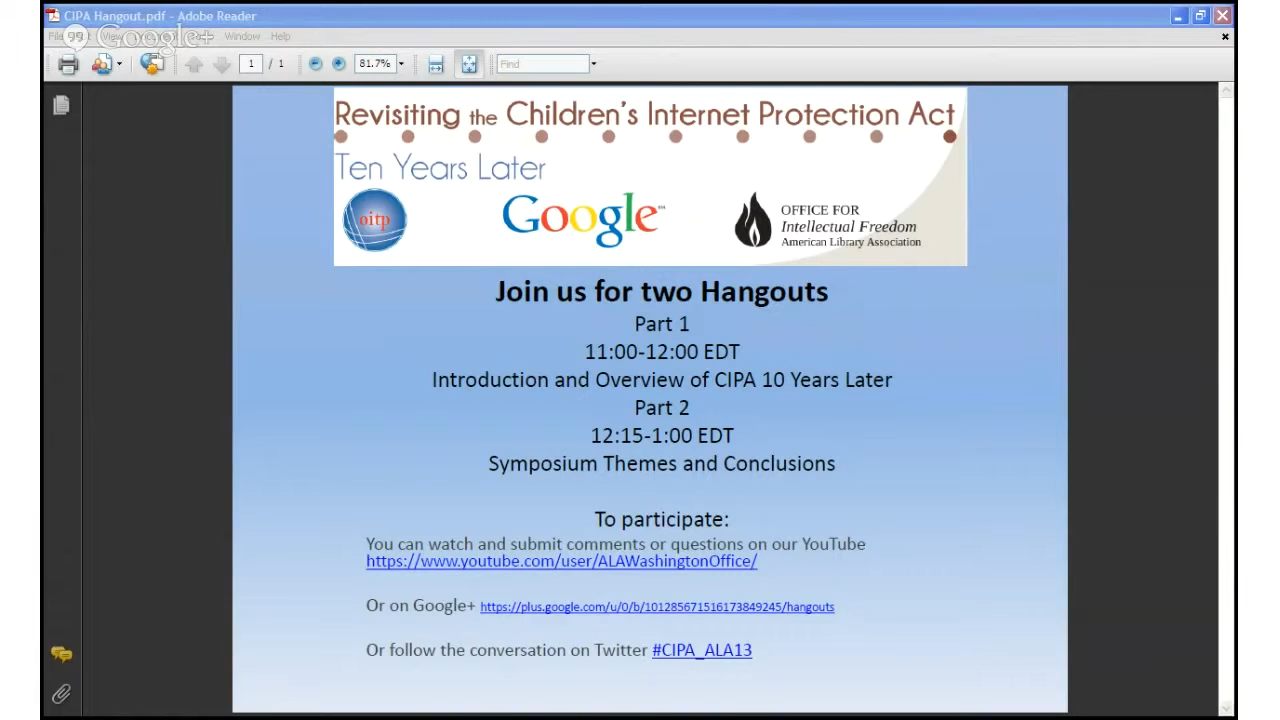 CIPA Hangout.pdf - Adobe Reader
Google+
Window Help
1 / 1 81.7% Find
Revisiting the Children's Internet Protection Act
Ten Years Later
oitp
Google™
OFFICE FOR
Intellectual Freedom
American Library Association
Join us for two Hangouts
Part 1
11:00-12:00 EDT
Introduction and Overview of CIPA 10 Years Later
Part 2
12:15-1:00 EDT
Symposium Themes and Conclusions
To participate:
You can watch and submit comments or questions on our YouTube
https://www.youtube.com/user/ALAWashingtonOffice/
Or on Google+ https://plus.google.com/u/0/b/101285671516173849245/hangouts
Or follow the conversation on Twitter #CIPA_ALA13